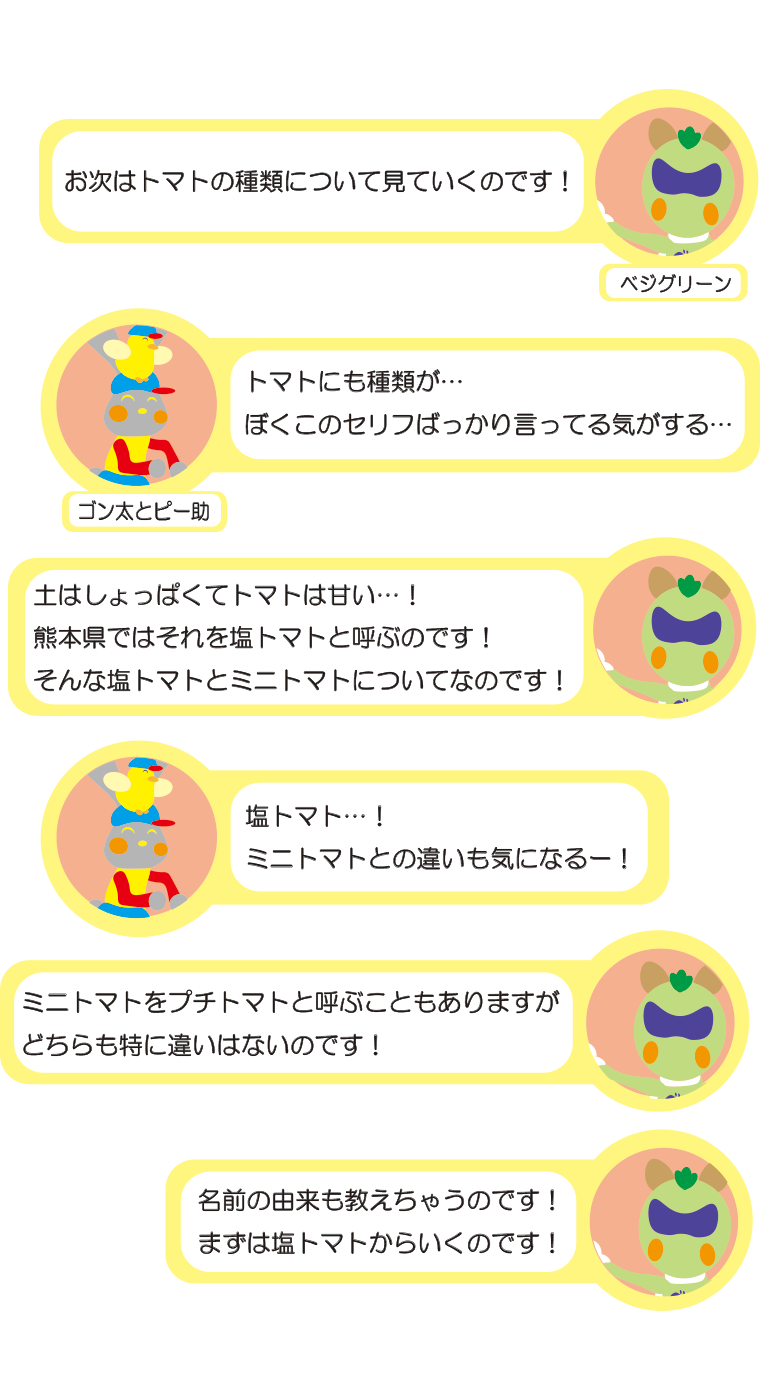 お次はトマトの種類について見ていくのです！
ベジグリーン
トマトにも種類が…
ぼくこのセリフばっかり言ってる気がする…
ゴン太とピー助
土はしょっぱくてトマトは甘い…！
熊本県ではそれを塩トマトと呼ぶのです！
そんな塩トマトとミニトマトについてなのです！
塩トマト…！
ミニトマトとの違いも気になるー！
ミニトマトをプチトマトと呼ぶこともありますが
どちらも特に違いはないのです！
名前の由来も教えちゃうのです！
まずは塩トマトからいくのです！